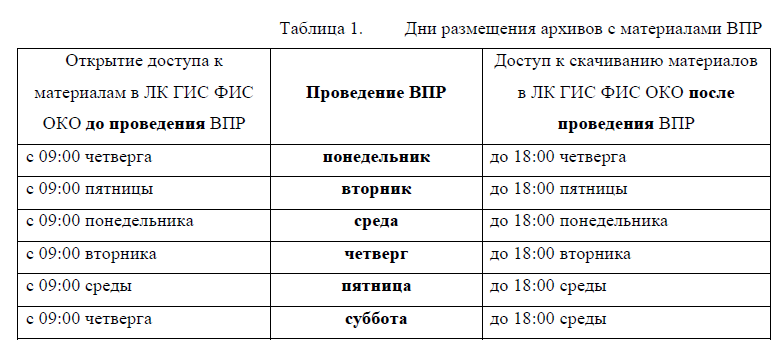 Таблица 1. Дни размещения архивов с материалами ВПР
Открытие доступа к
материалам в ЛК ГИС ФИС
ОКО до проведения ВПР
Проведение ВПР
Доступ к скачиванию материалов
в ЛК ГИС ФИС ОКО после
проведения ВПР
с 09:00 четверга понедельник до 18:00 четверга
с 09:00 пятницы вторник до 18:00 пятницы
с 09:00 понедельника среда до 18:00 понедельника
с 09:00 вторника четверг до 18:00 вторника
с 09:00 среды пятница до 18:00 среды
с 09:00 четверга суббота до 18:00 среды